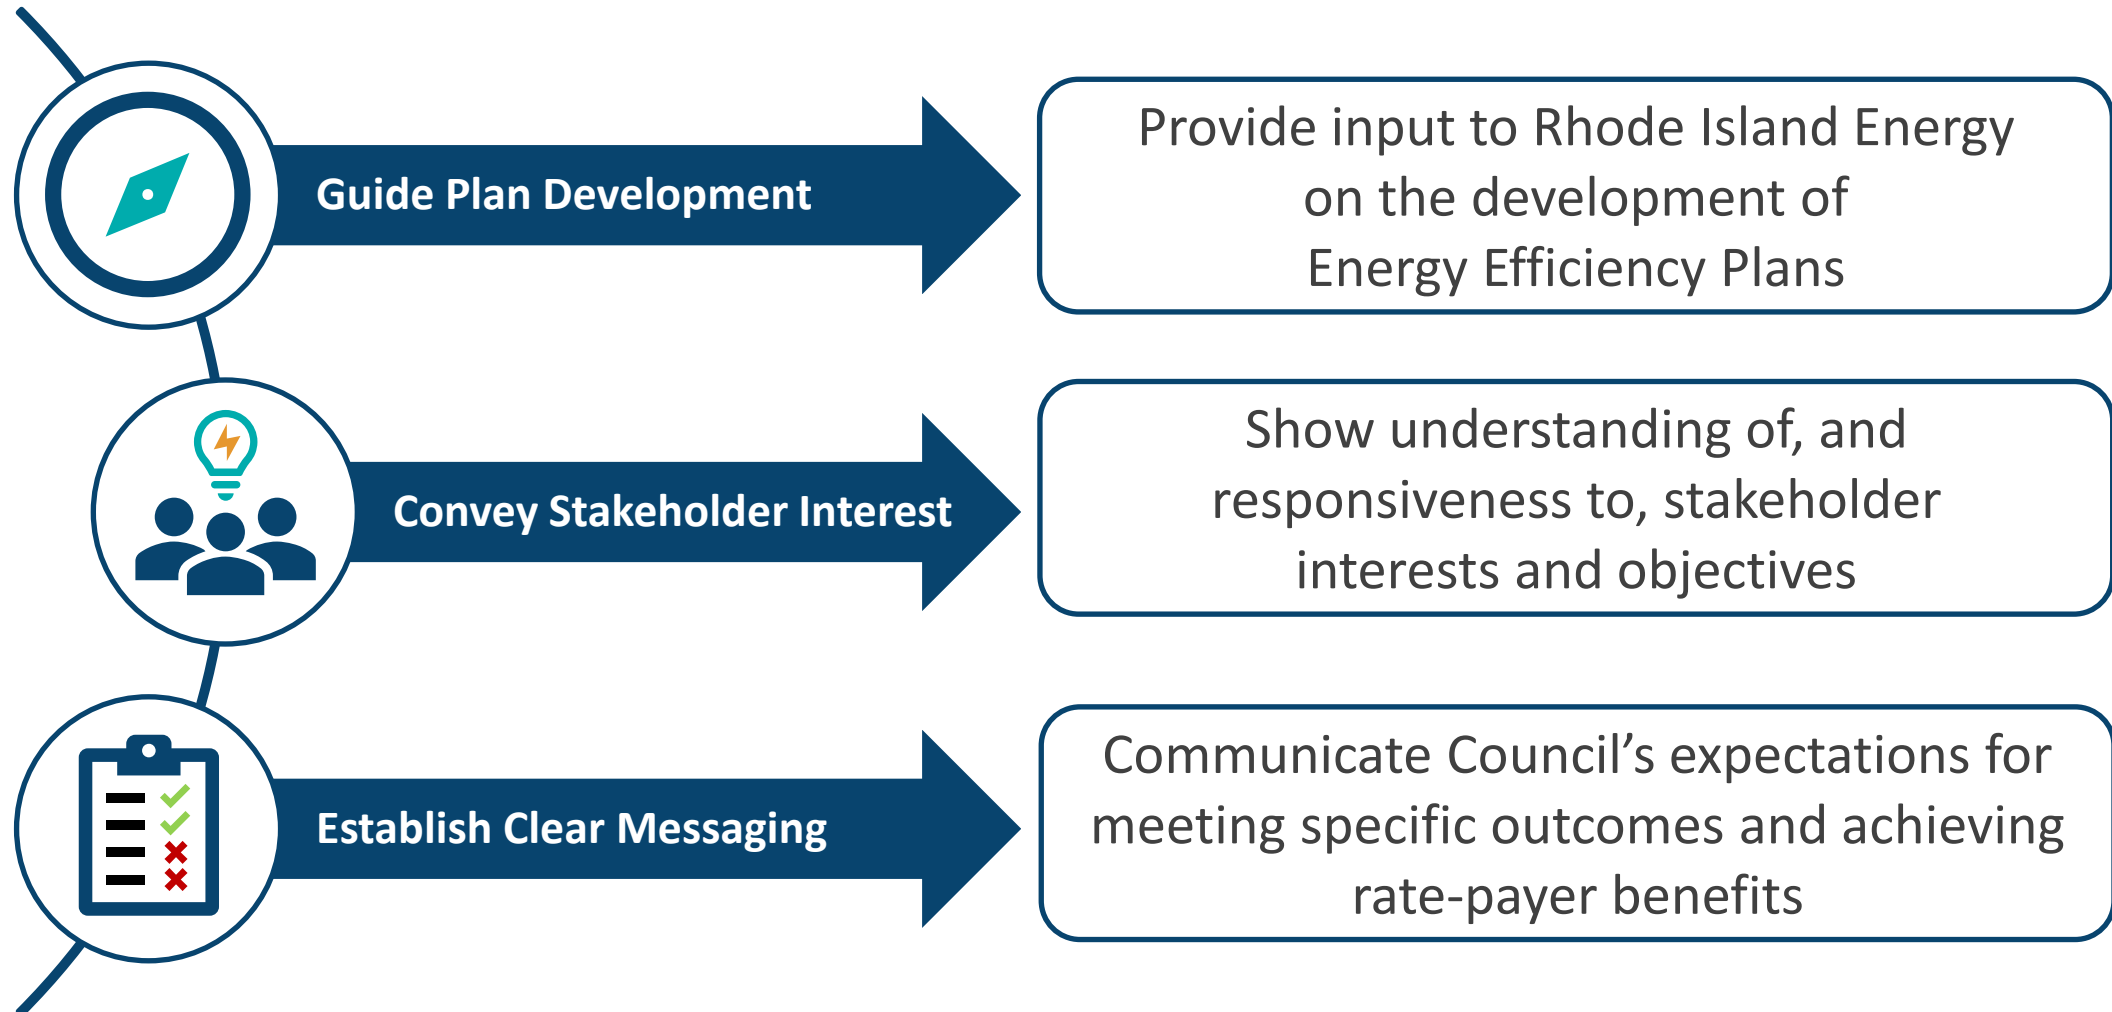 Guide Plan Development
Provide input to Rhode Island Energy
on the development of
Energy Efficiency Plans
Convey Stakeholder Interest
Show understanding of, and
responsiveness to, stakeholder
interests and objectives
Establish Clear Messaging
Communicate Council’s expectations for
meeting specific outcomes and achieving
rate-payer benefits